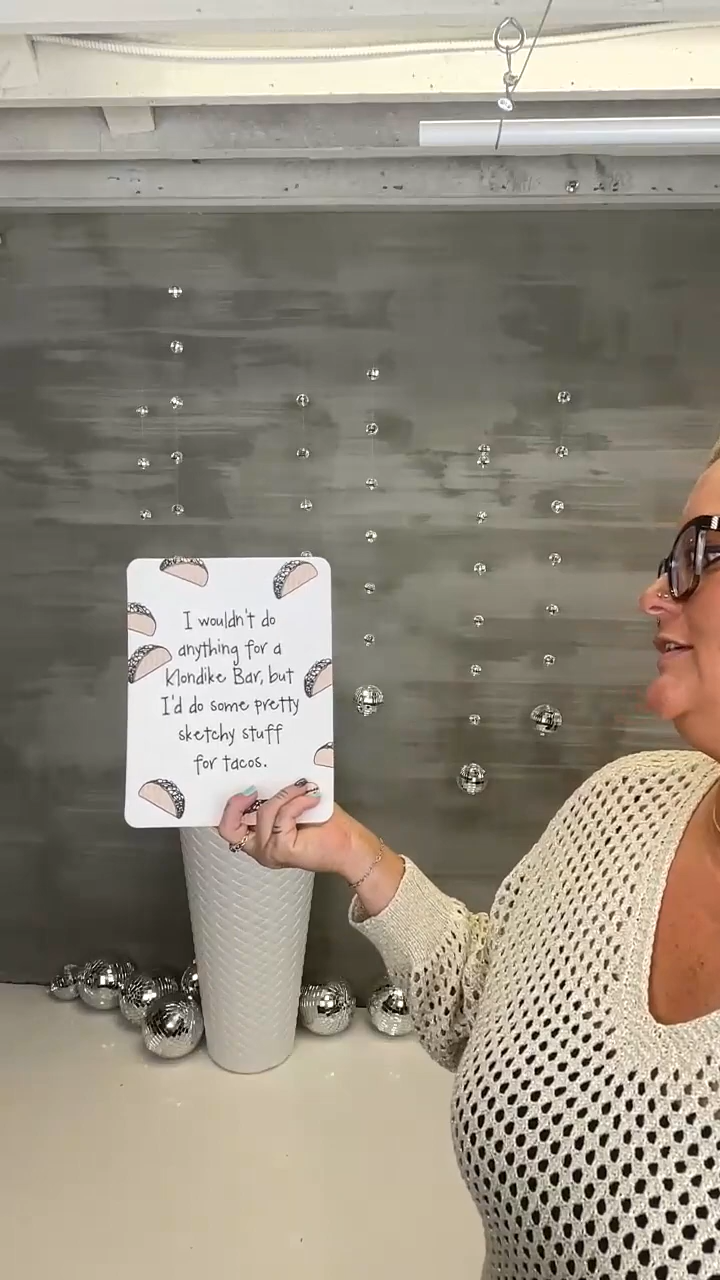 I wouldn't do
anything for a
Klondike Bar, but
I'd do some pretty
sketchy stuff
for tacos.